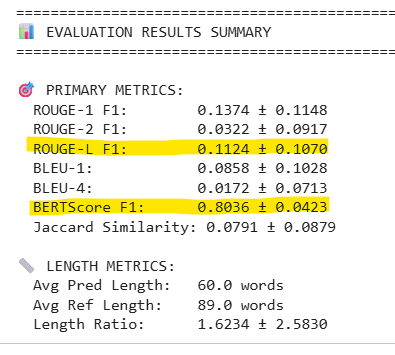 ============================================
📊 EVALUATION RESULTS SUMMARY
============================================
🎯 PRIMARY METRICS:
ROUGE-1 F1: 0.1374 ± 0.1148
ROUGE-2 F1: 0.0322 ± 0.0917
ROUGE-L F1: 0.1124 ± 0.1070
BLEU-1: 0.0858 ± 0.1028
BLEU-4: 0.0172 ± 0.0713
BERTScore F1: 0.8036 ± 0.0423
Jaccard Similarity: 0.0791 ± 0.0879
📏 LENGTH METRICS:
Avg Pred Length: 60.0 words
Avg Ref Length: 89.0 words
Length Ratio: 1.6234 ± 2.5830